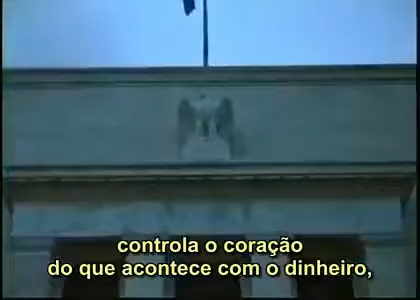 controla o coração
do que acontece com o dinheiro,